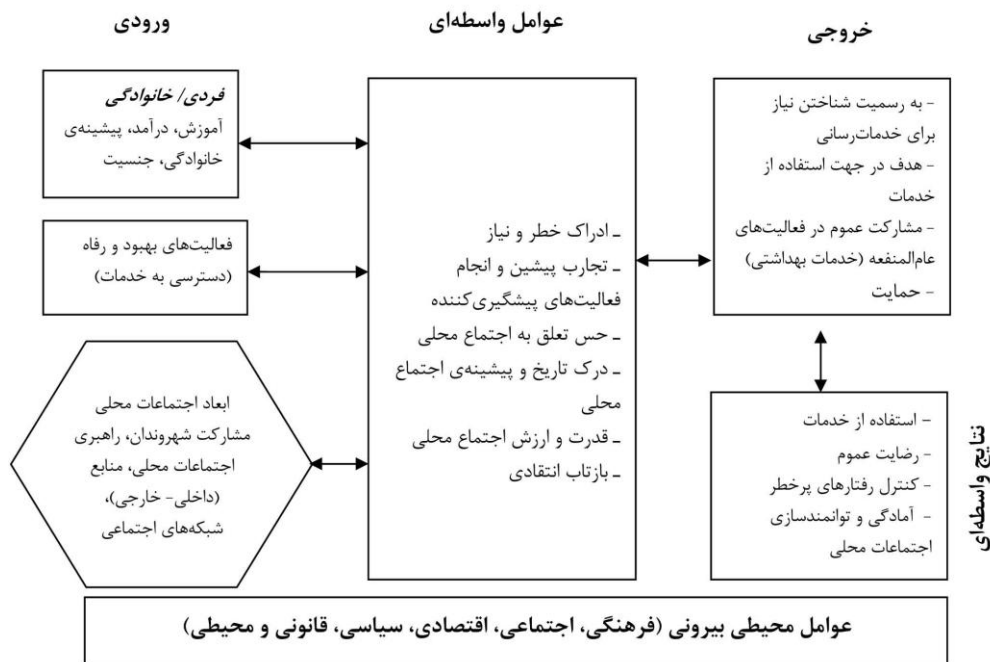 ورودی
عوامل واسطه‌ای
خروجی
فردی/ خانوادگی
آموزش، درآمد، پیشینه‌ی
خانوادگی، جنسیت
فعالیت‌های بهبود و رفاه
(دسترسی به خدمات)
ابعاد اجتماعات محلی
مشارکت شهروندان، راهبری
اجتماعات محلی، منابع
(داخلی- خارجی)،
شبکه‌های اجتماعی
ـ ادراک خطر و نیاز
ـ تجارب پیشین و انجام
فعالیت‌های پیشگیری‌کننده
ـ حس تعلق به اجتماع محلی
ـ درک تاریخ و پیشینه‌ی اجتماع
محلی
ـ قدرت و ارزش اجتماع محلی
ـ بازتاب انتقادی
- به رسمیت شناختن نیاز
برای خدمات‌رسانی
- هدف در جهت استفاده از
خدمات
- مشارکت عموم در فعالیت‌های
عام‌المنفعه (خدمات بهداشتی)
- حمایت
- استفاده از خدمات
- رضایت عموم
- کنترل رفتارهای پرخطر
- آمادگی و توانمندسازی
اجتماعات محلی
نتایج واسطه‌ای
عوامل محیطی بیرونی (فرهنگی، اجتماعی، اقتصادی، سیاسی، قانونی و محیطی)